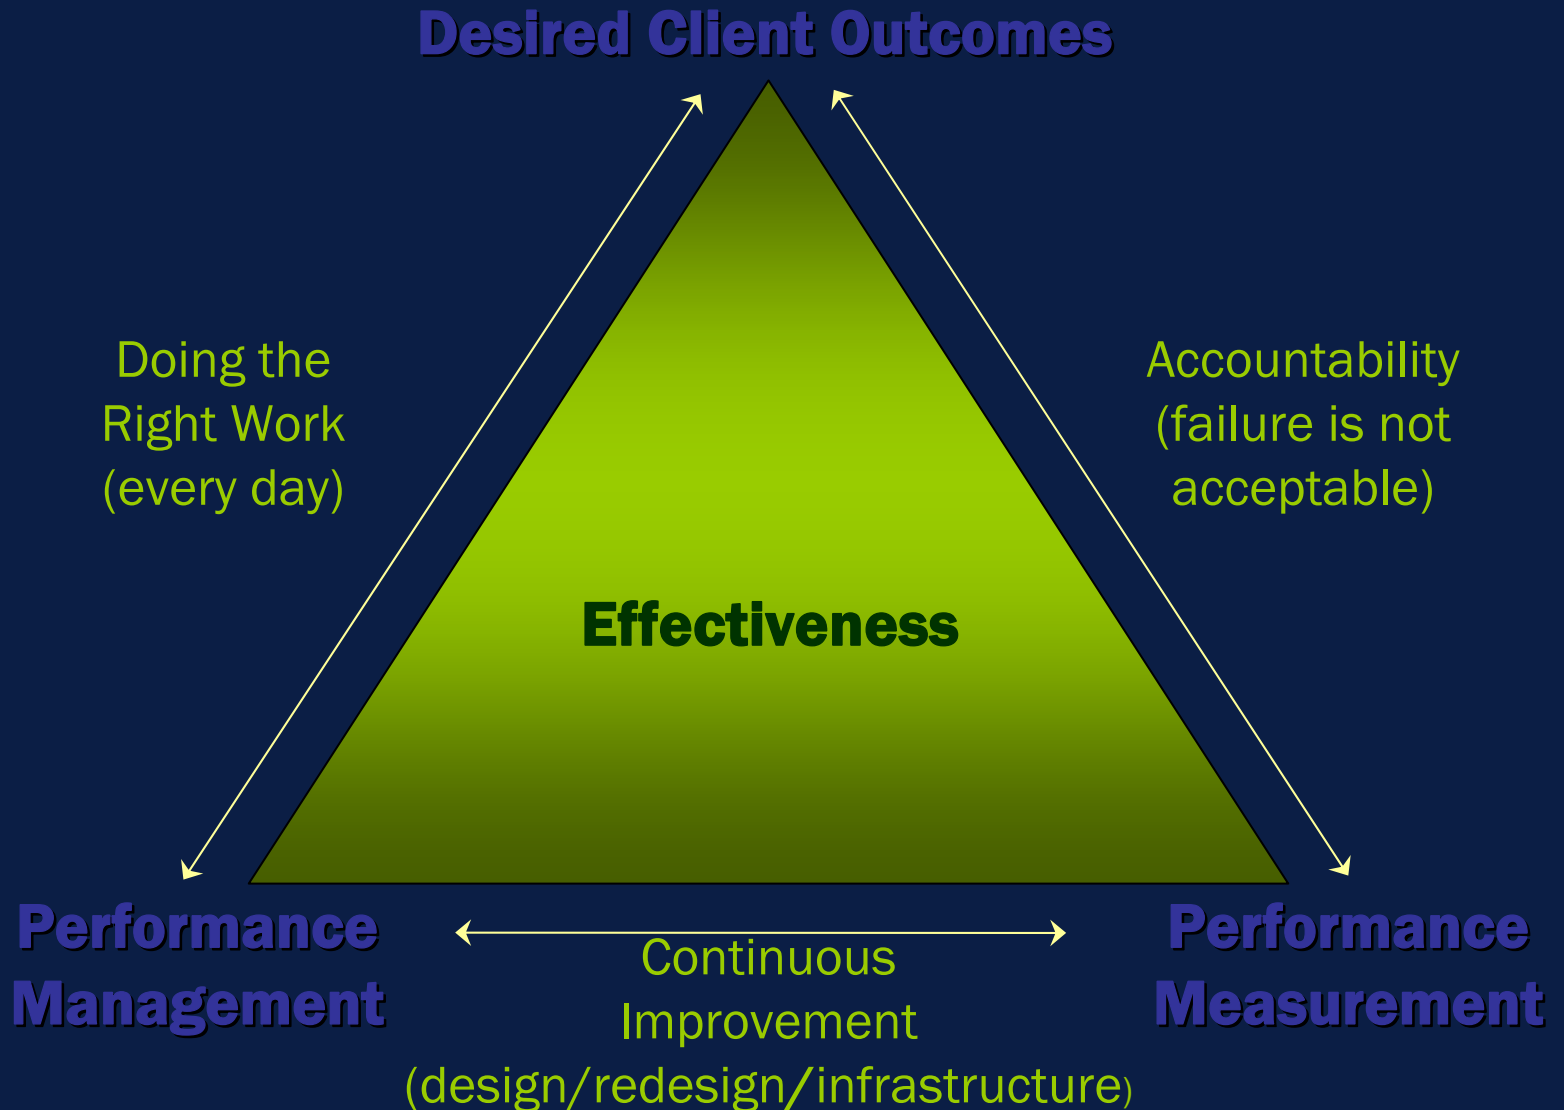 Desired Client Outcomes
Doing the
Right Work
(every day)
Accountability
(failure is not
acceptable)
Effectiveness
Performance
Management
Continuous
Improvement
(design/redesign/infrastructure)
Performance
Measurement